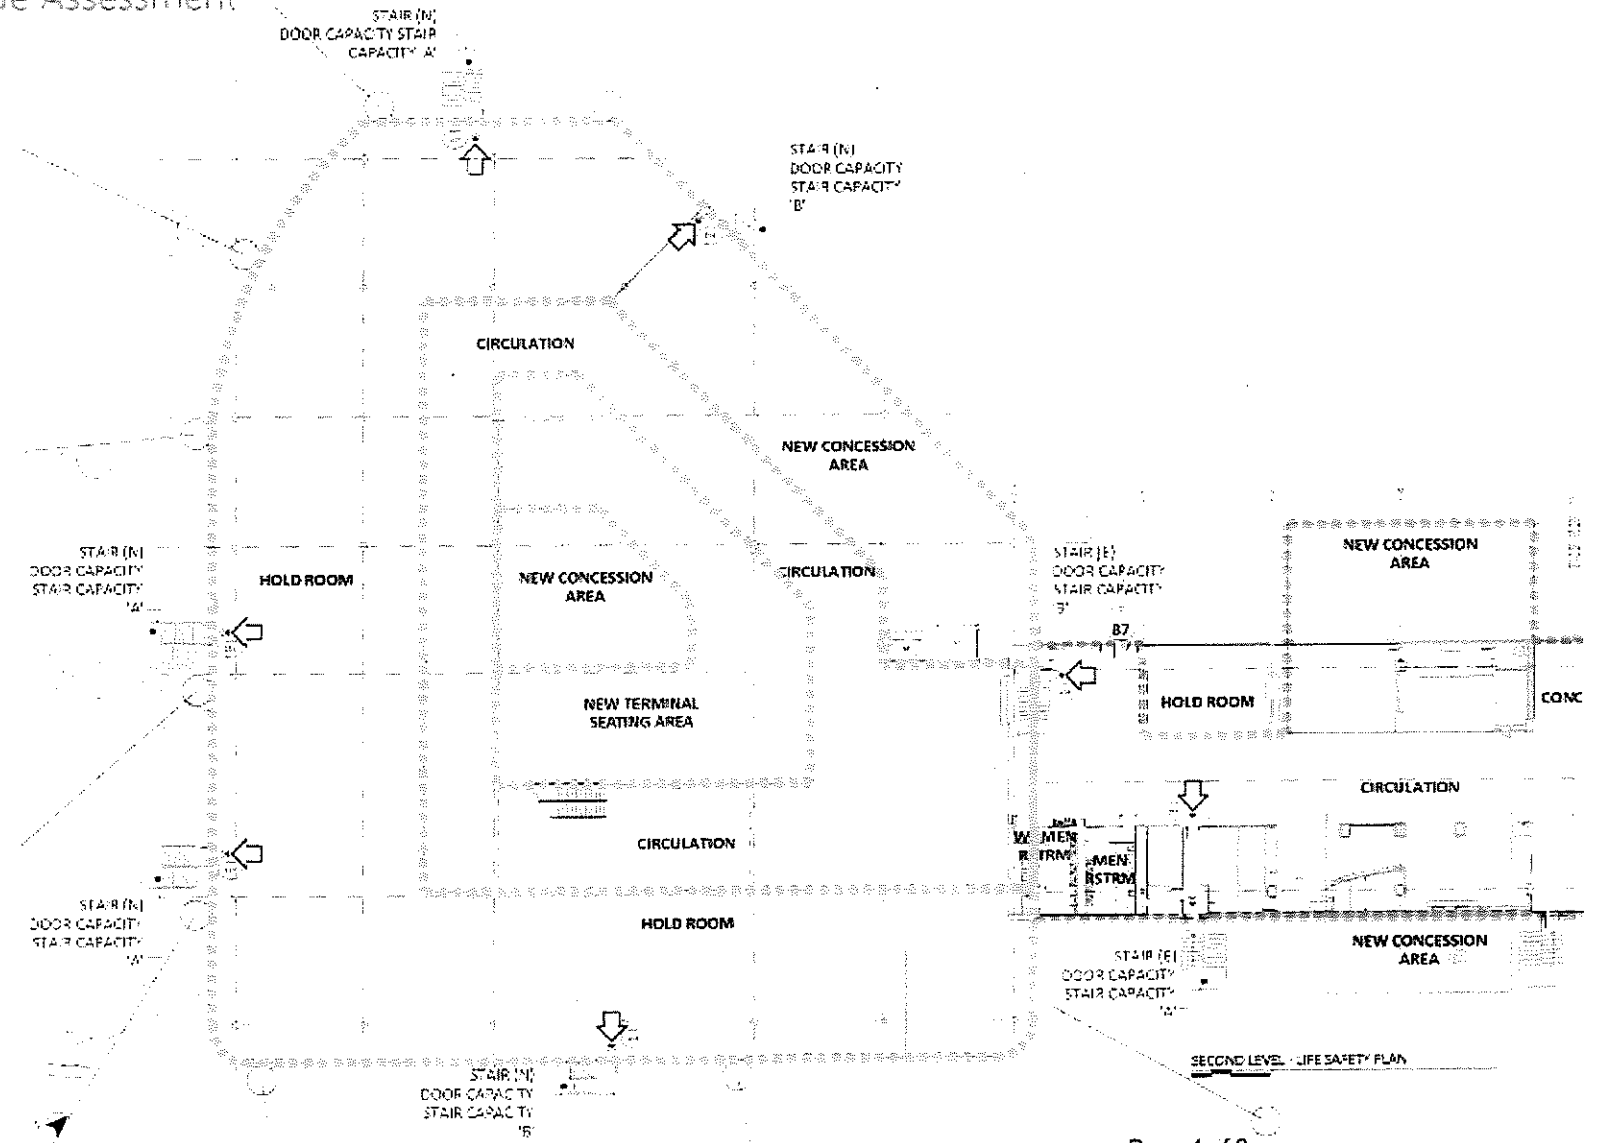 Assessment
STAIR (N)
DOOR CAPACITY STAIR
CAPACITY 'A'
STAIR (N)
DOOR CAPACITY
STAIR CAPACITY
'B'
CIRCULATION
NEW CONCESSION
AREA
STAIR (N)
DOOR CAPACITY
STAIR CAPACITY
'A'
HOLD ROOM
NEW CONCESSION
AREA
CIRCULATION
STAIR (E)
DOOR CAPACITY
STAIR CAPACITY
NEW CONCESSION
AREA
B7
NEW TERMINAL
SEATING AREA
HOLD ROOM
CONC
CIRCULATION
CIRCULATION
MEN
RSTRM
STAIR (N)
DOOR CAPACITY
STAIR CAPACITY
'A'
HOLD ROOM
NEW CONCESSION
AREA
STAIR (E)
DOOR CAPACITY
STAIR CAPACITY
'A'
SECOND LEVEL - LIFE SAFETY PLAN
STAIR (N)
DOOR CAPACITY
STAIR CAPACITY
'B'